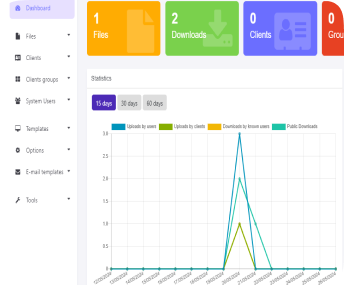 Dashboard
Files
Clients
Clients groups
System Users
Templates
Options
E-mail templates
Tools
1
Files
2
Downloads
0
Clients
0
Grou
Statistics
15 days 30 days 60 days
Uploads by users Uploads by clients Downloads by known users Public Downloads
3.0
2.5
2.0
1.5
1.0
0.5
0